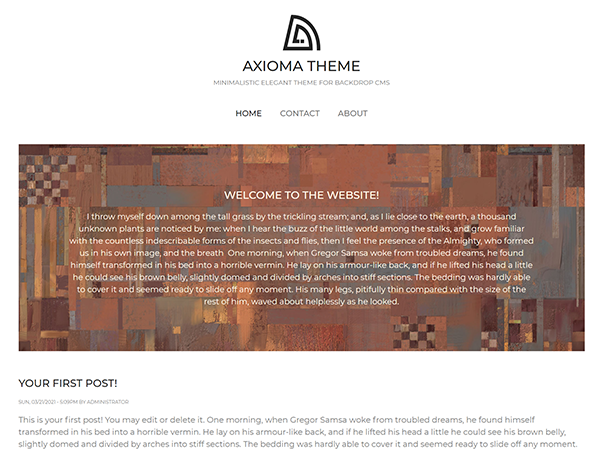 AXIOMA THEME
MINIMALISTIC ELEGANT THEME FOR BACKDROP CMS
HOME CONTACT ABOUT
WELCOME TO THE WEBSITE!
I throw myself down among the tall grass by the trickling stream; and, as I lie close to the earth, a thousand
unknown plants are noticed by me: when I hear the buzz of the little world among the stalks, and grow familiar
with the countless indescribable forms of the insects and flies, then I feel the presence of the Almighty, who formed
us in his own image, and the breath One morning, when Gregor Samsa woke from troubled dreams, he found
himself transformed in his bed into a horrible vermin. He lay on his armour-like back, and if he lifted his head a little
he could see his brown belly, slightly domed and divided by arches into stiff sections. The bedding was hardly able
to cover it and seemed ready to slide off any moment. His many legs, pitifully thin compared with the size of the
rest of him, waved about helplessly as he looked.
YOUR FIRST POST!
SUN, 03/21/2021 - 5:09PM BY ADMINISTRATOR
This is your first post! You may edit or delete it. One morning, when Gregor Samsa woke from troubled dreams, he found himself
transformed in his bed into a horrible vermin. He lay on his armour-like back, and if he lifted his head a little he could see his brown belly,
slightly domed and divided by arches into stiff sections. The bedding was hardly able to cover it and seemed ready to slide off any moment.